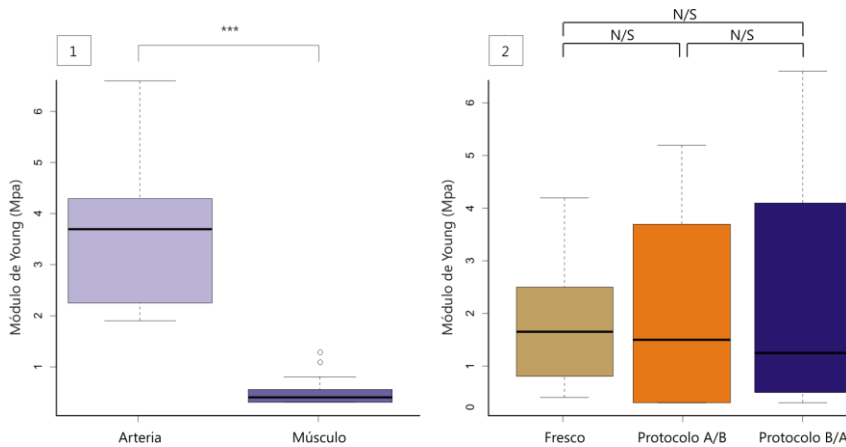 1
***
Módulo de Young (Mpa)
6
5
4
3
2
1
Arteria
Músculo
2
N/S
N/S
N/S
Módulo de Young (Mpa)
6
5
4
3
2
1
0
Fresco
Protocolo A/B
Protocolo B/A